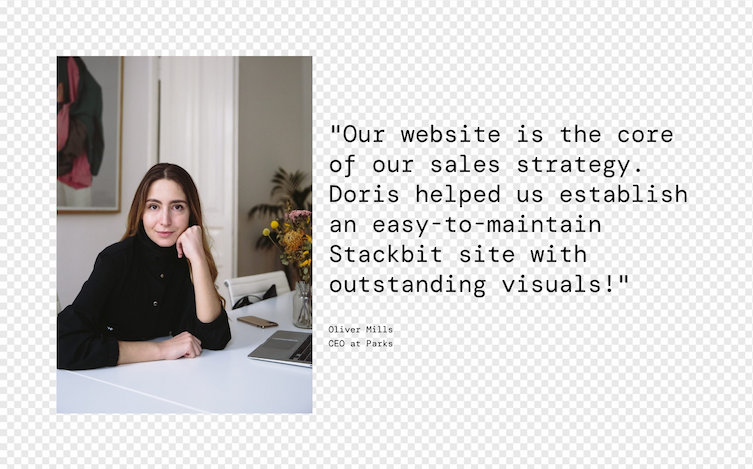 "Our website is the core
of our sales strategy.
Doris helped us establish
an easy-to-maintain
Stackbit site with
outstanding visuals!"
Oliver Mills
CEO at Parks